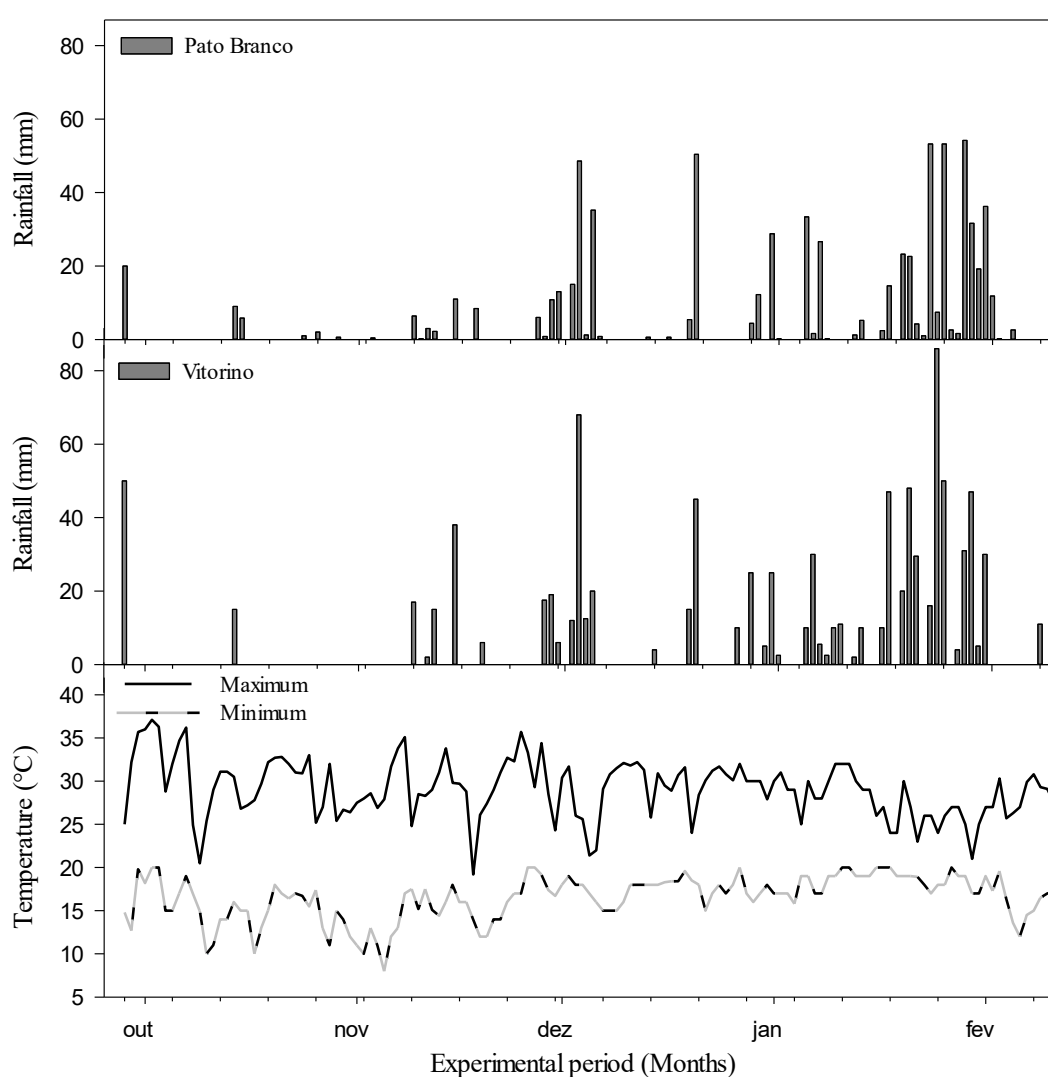 Pato Branco
80
60
40
20
0
Rainfall (mm)
Vitorino
80
60
40
20
0
Rainfall (mm)
Maximum
Minimum
40
35
30
25
20
15
10
5
Temperature (°C)
out nov dez jan fev
Experimental period (Months)